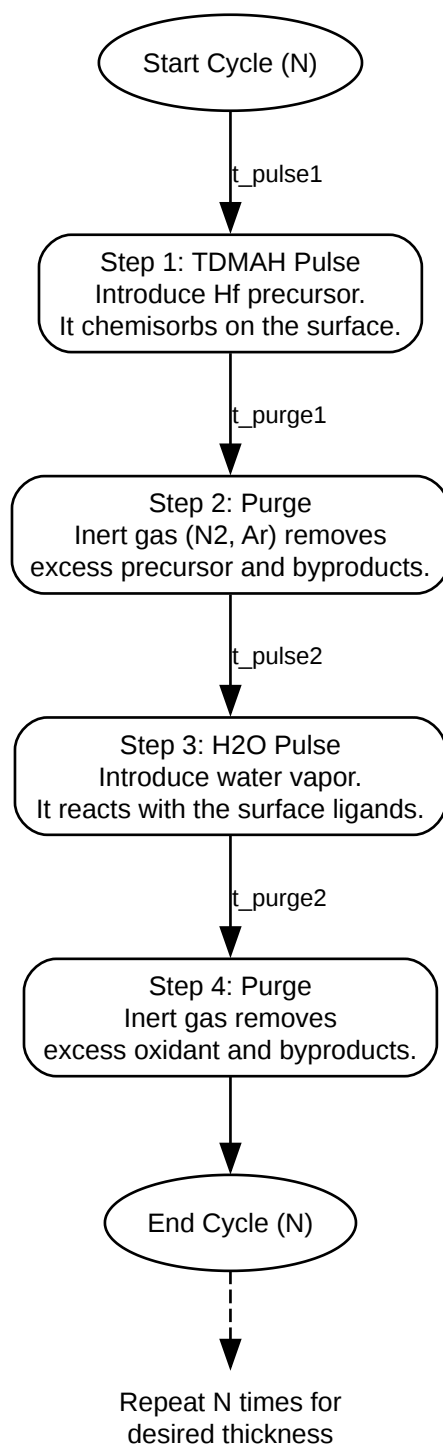 Start Cycle (N)
t_pulse1
Step 1: TDMAH Pulse
Introduce Hf precursor.
It chemisorbs on the surface.
t_purge1
Step 2: Purge
Inert gas (N2, Ar) removes
excess precursor and byproducts.
t_pulse2
Step 3: H2O Pulse
Introduce water vapor.
It reacts with the surface ligands.
t_purge2
Step 4: Purge
Inert gas removes
excess oxidant and byproducts.
End Cycle (N)
Repeat N times for
desired thickness